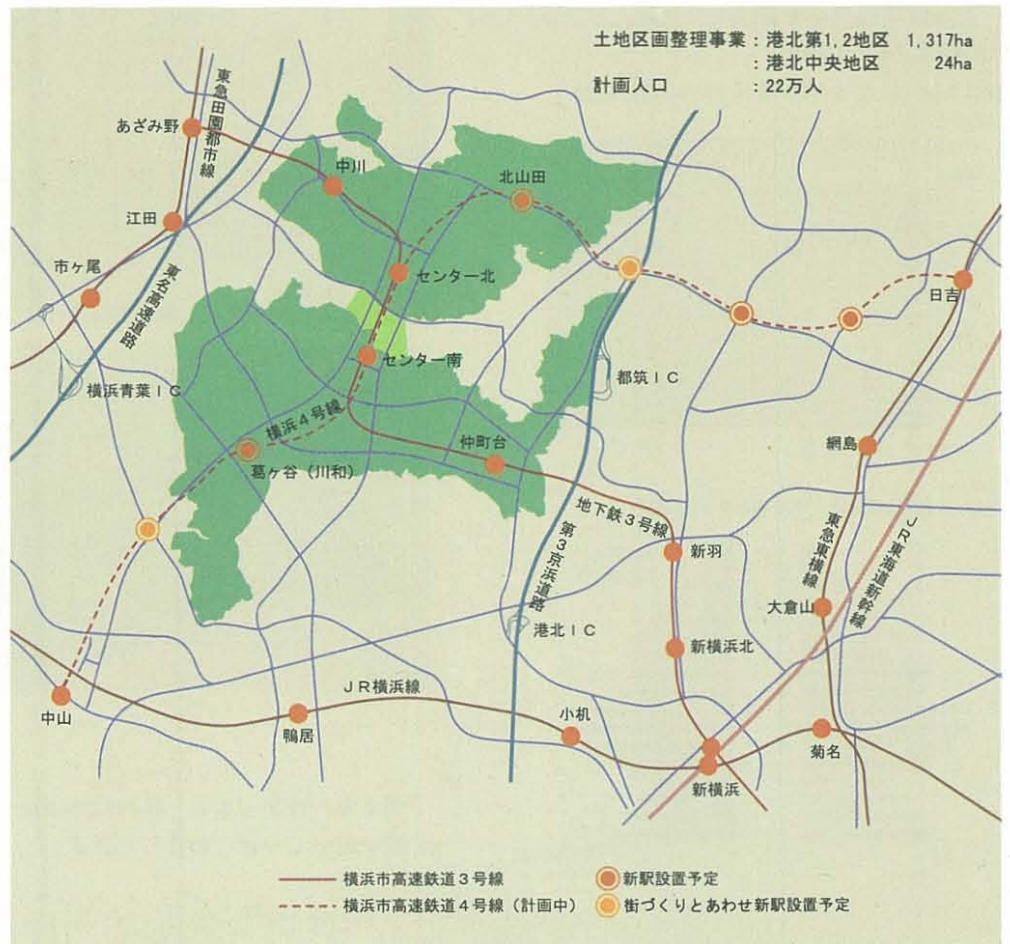 土地区画整理事業：港北第1,2地区 1,317ha
：港北中央地区 24ha
計画人口 ：22万人
東急田園都市線
あざみ野
中川
北山田
江田
市ヶ尾
センター北
日吉
東名高速道路
センター南
横浜青葉IC
都筑IC
横浜4号線
仲町台
網島
葛ヶ谷（川和）
地下鉄3号線
第3京浜道路
新羽
東急東横線
JR東海道新幹線
大倉山
港北IC
新横浜北
JR横浜線
中山
鴨居
小机
菊名
新横浜
横浜市高速鉄道3号線
新駅設置予定
横浜市高速鉄道4号線（計画中）
街づくりとあわせ新駅設置予定